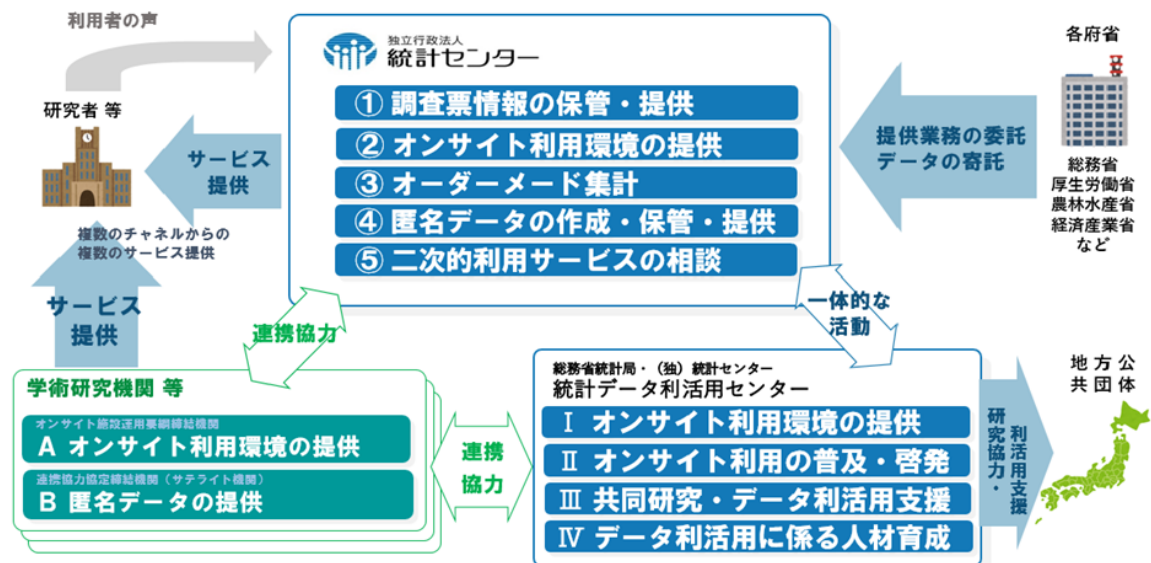 利用者の声
研究者 等
サービス
提供
複数のチャネルからの
複数のサービス提供
サービス
提供
独立行政法人
統計センター
① 調査票情報の保管・提供
② オンサイト利用環境の提供
③ オーダーメード集計
④ 匿名データの作成・保管・提供
⑤ 二次的利用サービスの相談
提供業務の委託
データの寄託
各府省
総務省
厚生労働省
農林水産省
経済産業省
など
連携協力
一体的な
活動
学術研究機関 等
オンサイト施設運用要綱締結機関
A オンサイト利用環境の提供
連携協力協定締結機関（サテライト機関）
B 匿名データの提供
連携
協力
総務省統計局・（独）統計センター
統計データ利活用センター
Ⅰ オンサイト利用環境の提供
Ⅱ オンサイト利用の普及・啓発
Ⅲ 共同研究・データ利活用支援
Ⅳ データ利活用に係る人材育成
研究協力・
利活用支援
地方公
共団体